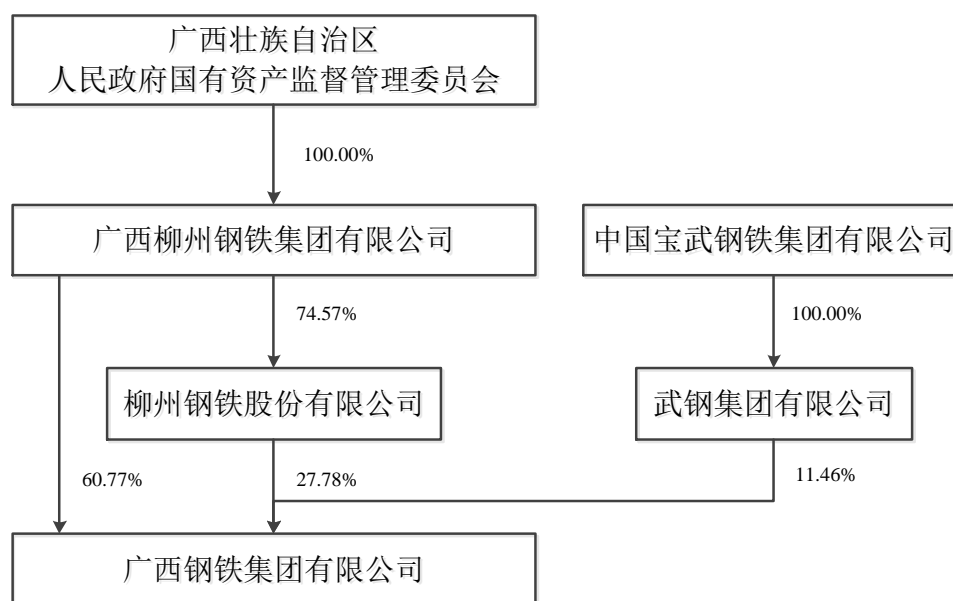 广西壮族自治区
人民政府国有资产监督管理委员会
100.00%
广西柳州钢铁集团有限公司
中国宝武钢铁集团有限公司
74.57%
100.00%
柳州钢铁股份有限公司
武钢集团有限公司
60.77%
27.78%
11.46%
广西钢铁集团有限公司